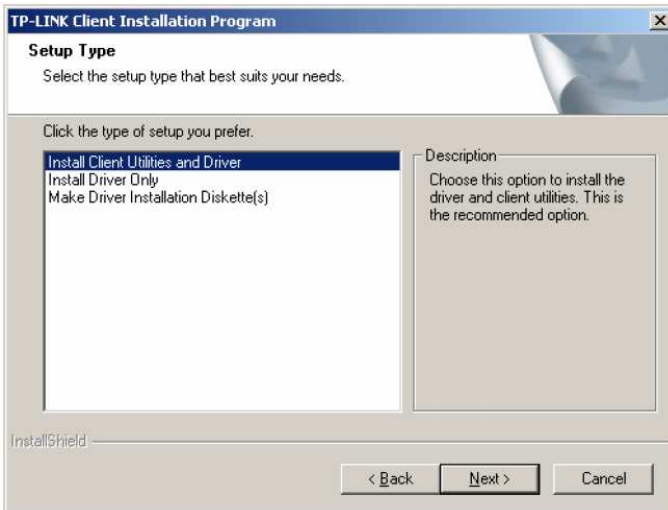 TP-LINK Client Installation Program
Setup Type
Select the setup type that best suits your needs.
Click the type of setup you prefer.
Install Client Utilities and Driver
Install Driver Only
Make Driver Installation Diskette(s)
Description
Choose this option to install the
driver and client utilities. This is
the recommended option.
InstallShield
< Back
Next >
Cancel